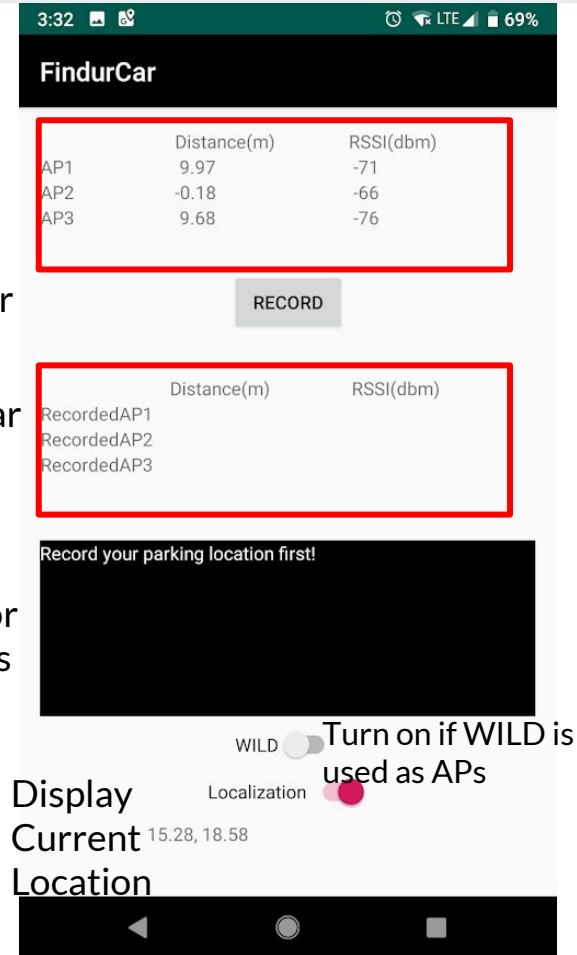 3:32 LTE 69%
FindurCar
Distance(m) RSSI(dbm)
AP1 9.97 -71
AP2 -0.18 -66
AP3 9.68 -76
RECORD
Distance(m) RSSI(dbm)
RecordedAP1
RecordedAP2
RecordedAP3
Record your parking location first!
WILD
Turn on if WILD is
used as APs
Localization
Display
Current
Location
15.28, 18.58